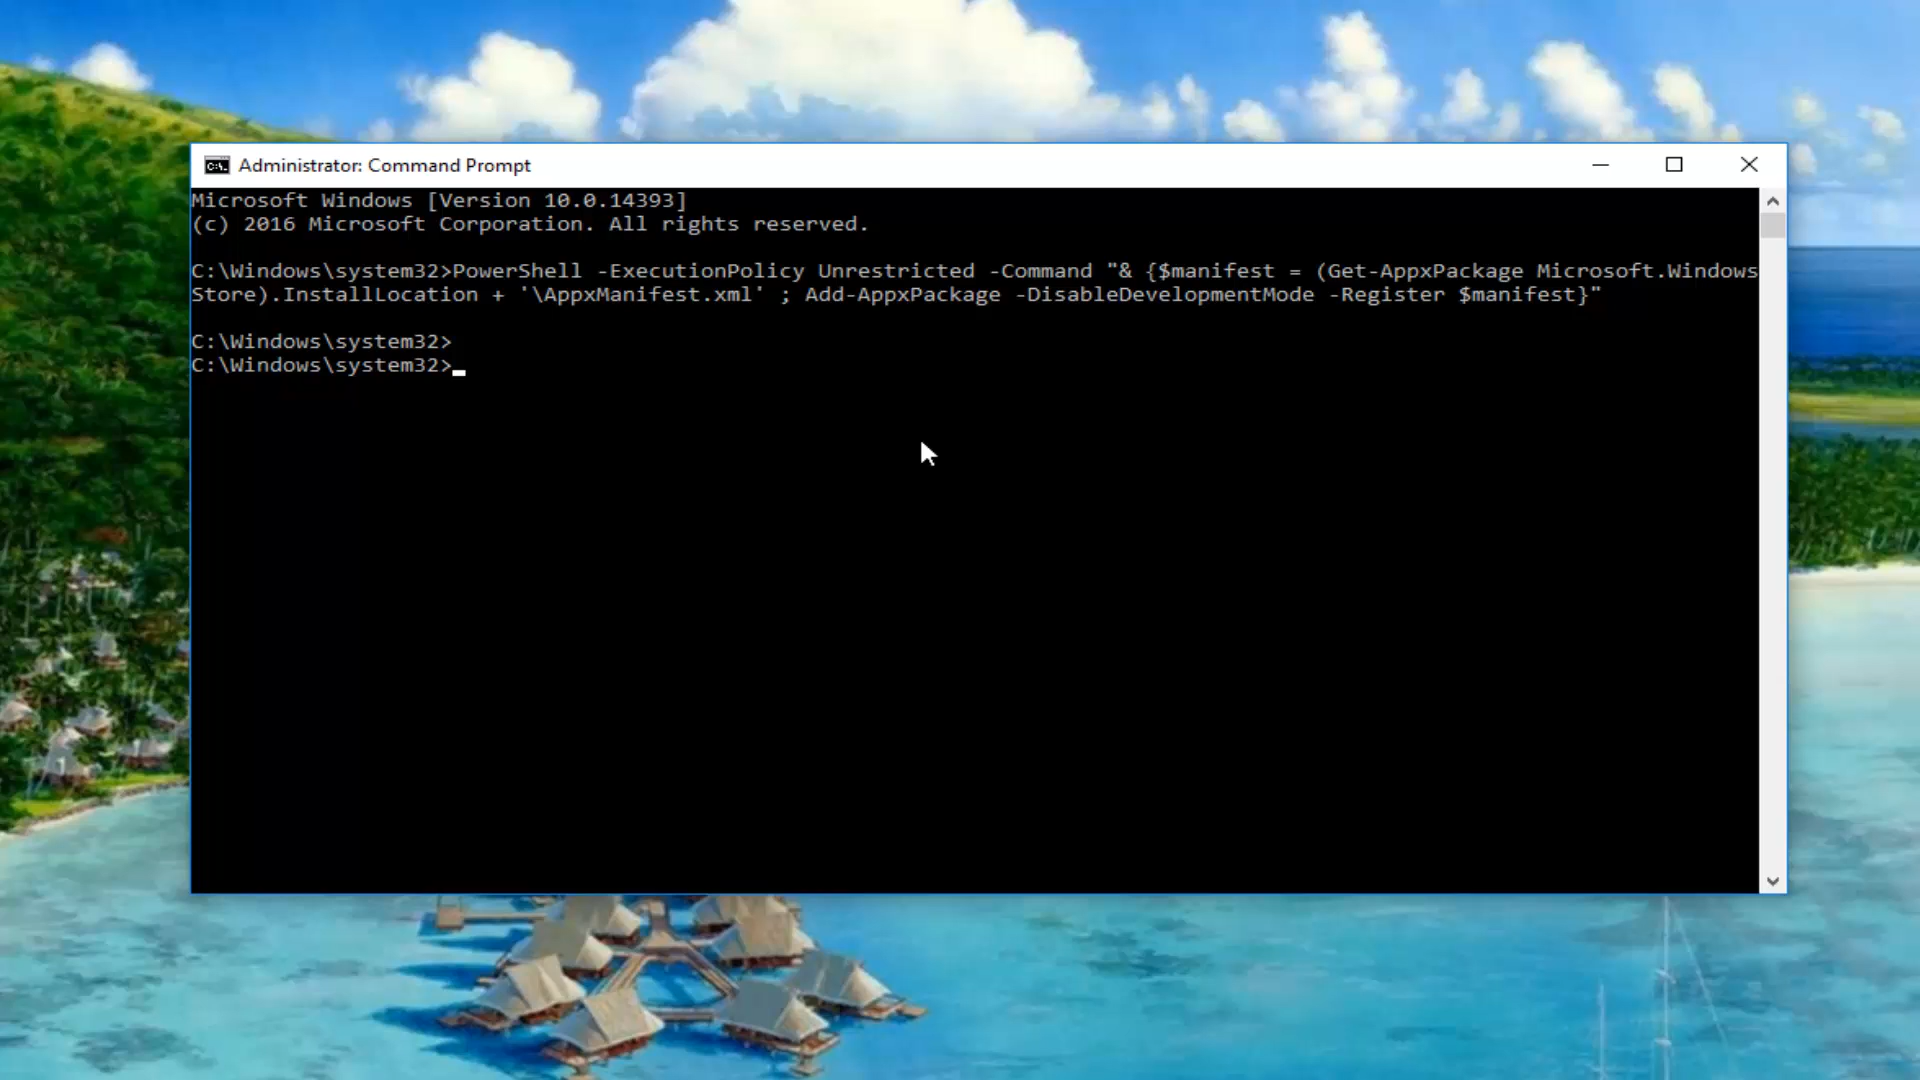 Administrator: Command Prompt
Microsoft Windows [Version 10.0.14393]
(c) 2016 Microsoft Corporation. All rights reserved.
C:\Windows\system32>PowerShell -ExecutionPolicy Unrestricted -Command "& {$manifest = (Get-AppxPackage Microsoft.Windows
Store).InstallLocation + '\AppxManifest.xml' ; Add-AppxPackage -DisableDevelopmentMode -Register $manifest}"
C:\Windows\system32>
C:\Windows\system32>